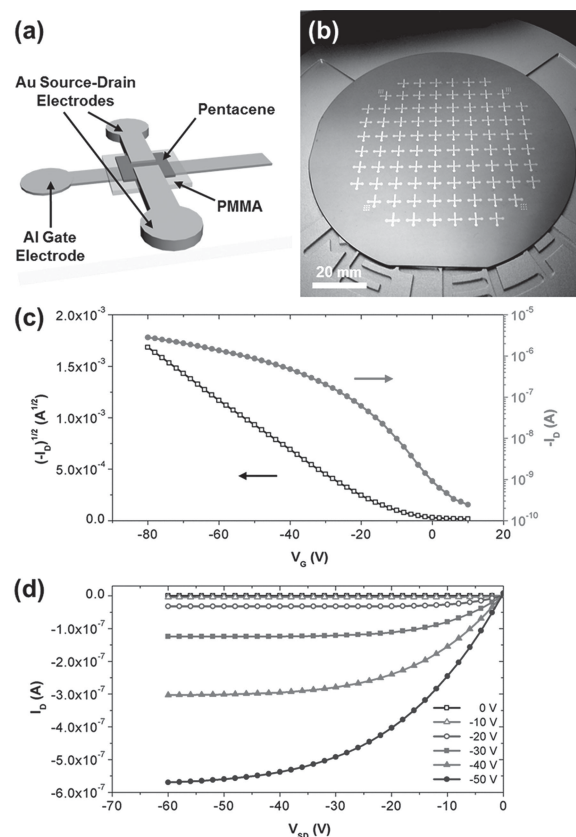 (a)
Au Source-Drain
Electrodes
Pentacene
PMMA
Al Gate
Electrode
(b)
20 mm
(c)
2.0x10⁻³
1.5x10⁻³
1.0x10⁻³
5.0x10⁻⁴
0.0
(-I_D)^1/2 (A^1/2)
10⁻⁵
10⁻⁶
10⁻⁷
10⁻⁸
10⁻⁹
10⁻¹⁰
-I_D (A)
-80 -60 -40 -20 0 20
V_G (V)
(d)
0.0
-1.0x10⁻⁷
-2.0x10⁻⁷
-3.0x10⁻⁷
-4.0x10⁻⁷
-5.0x10⁻⁷
-6.0x10⁻⁷
I_D (A)
0 V
-10 V
-20 V
-30 V
-40 V
-50 V
-70 -60 -50 -40 -30 -20 -10 0
V_SD (V)